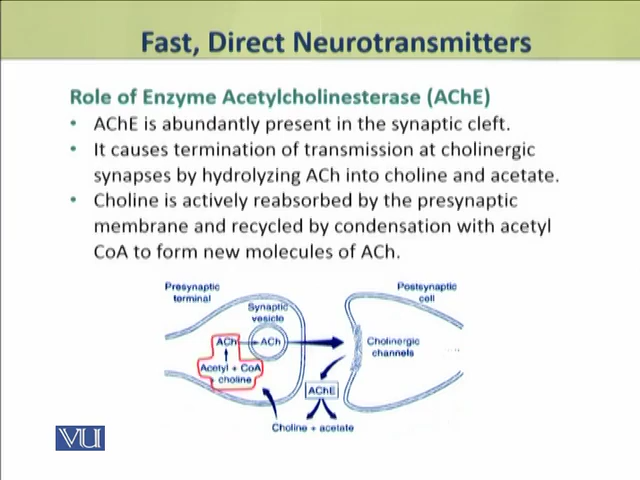 Fast, Direct Neurotransmitters
Role of Enzyme Acetylcholinesterase (AChE)
• AChE is abundantly present in the synaptic cleft.
• It causes termination of transmission at cholinergic
synapses by hydrolyzing ACh into choline and acetate.
• Choline is actively reabsorbed by the presynaptic
membrane and recycled by condensation with acetyl
CoA to form new molecules of ACh.
Presynaptic
terminal
Synaptic
vesicle
Postsynaptic
cell
ACh
ACh
Cholinergic
channels
Acetyl + CoA
choline
AChE
Choline + acetate
VU